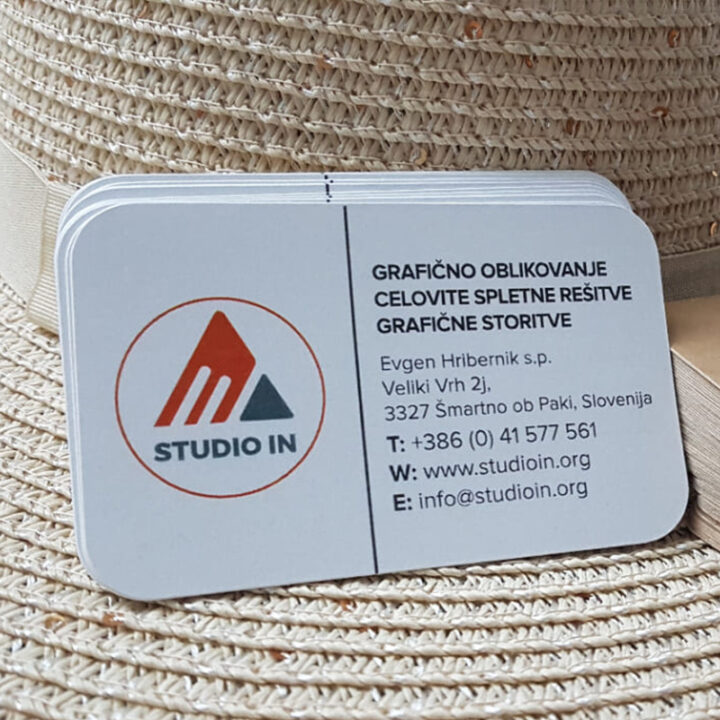 STUDIO IN
GRAFIČNO OBLIKOVANJE
CELOVITE SPLETNE REŠITVE
GRAFIČNE STORITVE
Evgen Hribernik s.p.
Veliki Vrh 2j,
3327 Šmartno ob Paki, Slovenija
T: +386 (0) 41 577 561
W: www.studioin.org
E: info@studioin.org